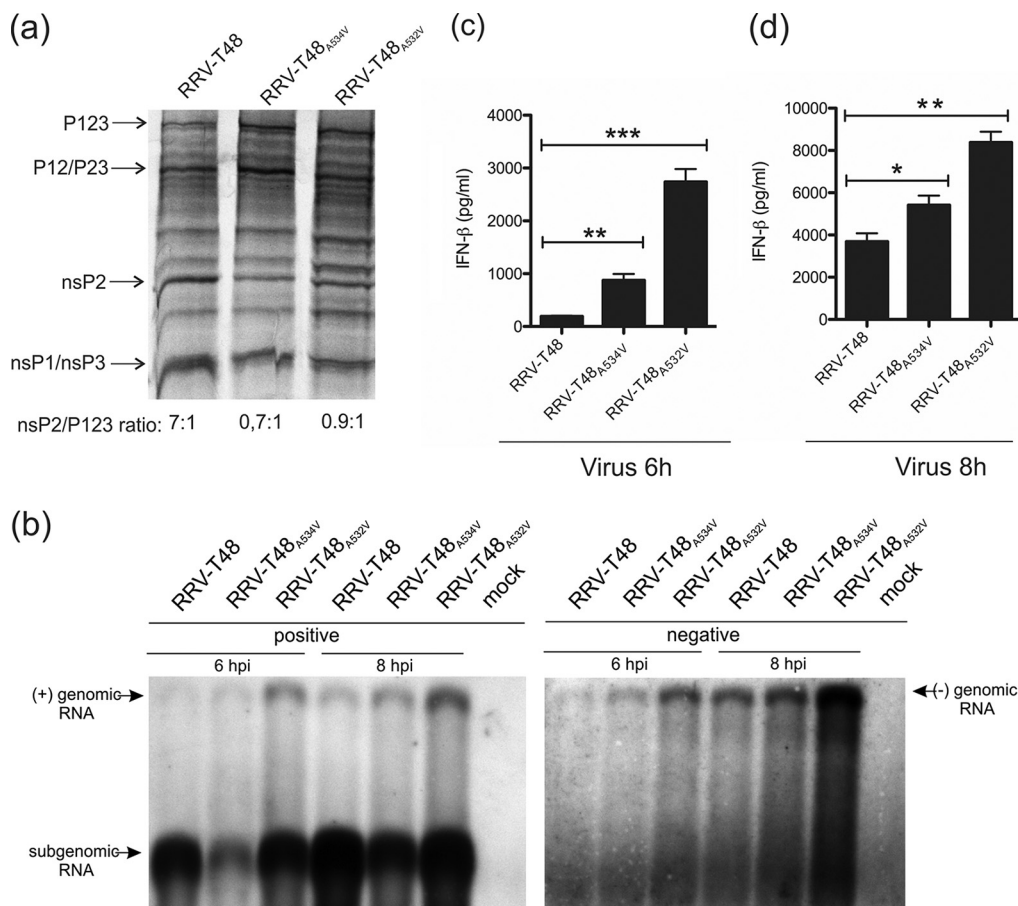 (a)
RRV-T48
RRV-T48A534V
RRV-T48A532V
P123
P12/P23
nsP2
nsP1/nsP3
nsP2/P123 ratio: 7:1 0,7:1 0.9:1
(c)
IFN-β (pg/ml)
4000
3000
2000
1000
0
***
**
RRV-T48
RRV-T48A534V
RRV-T48A532V
Virus 6h
(d)
IFN-β (pg/ml)
10000
8000
6000
4000
2000
0
**
*
RRV-T48
RRV-T48A534V
RRV-T48A532V
Virus 8h
(b)
RRV-T48
RRV-T48A534V
RRV-T48A532V
RRV-T48
RRV-T48A534V
RRV-T48A532V
mock
positive
6 hpi 8 hpi
(+) genomic
RNA
subgenomic
RNA
RRV-T48
RRV-T48A534V
RRV-T48A532V
RRV-T48
RRV-T48A534V
RRV-T48A532V
mock
negative
6 hpi 8 hpi
(-) genomic
RNA